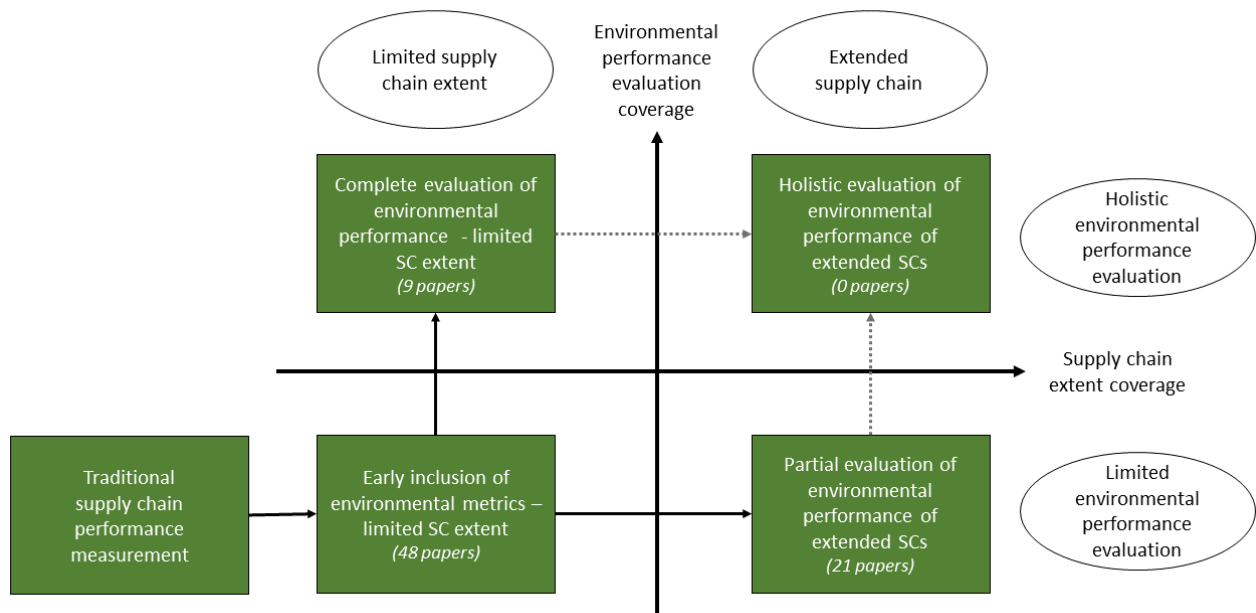 Limited supply
chain extent
Environmental
performance
evaluation
coverage
Extended
supply chain
Complete evaluation of
environmental
performance - limited
SC extent
(9 papers)
Holistic evaluation of
environmental
performance of
extended SCs
(0 papers)
Holistic
environmental
performance
evaluation
Supply chain
extent coverage
Traditional
supply chain
performance
measurement
Early inclusion of
environmental metrics –
limited SC extent
(48 papers)
Partial evaluation of
environmental
performance of
extended SCs
(21 papers)
Limited
environmental
performance
evaluation